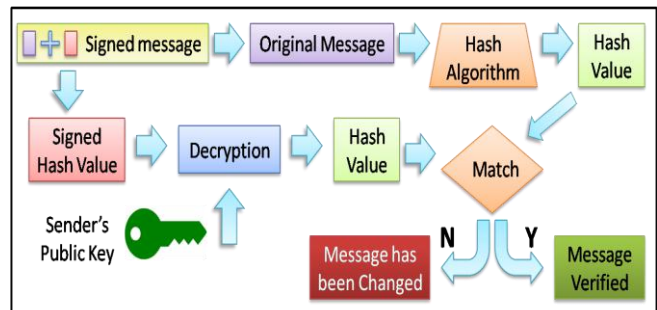 Signed message
Original Message
Hash
Algorithm
Hash
Value
Signed
Hash Value
Decryption
Hash
Value
Match
Sender's
Public Key
N
Y
Message has
been Changed
Message
Verified